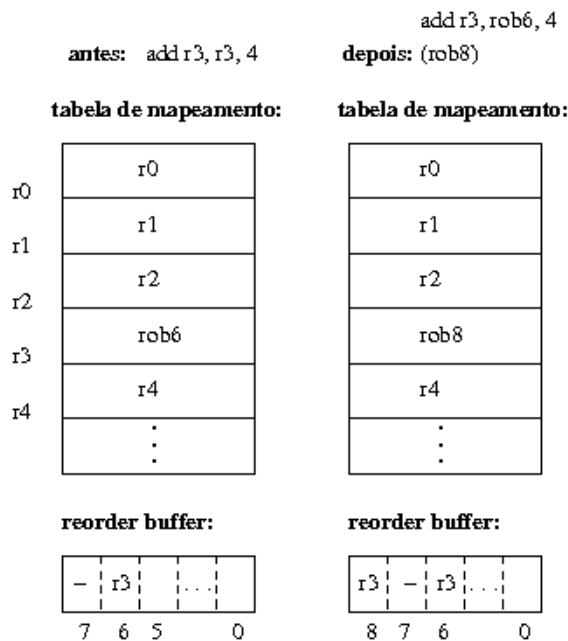 antes: add r3, r3, 4
tabela de mapeamento:
r0
r0
r1
r1
r2
r2
rob6
r3
r4
r4
reorder buffer:
– r3 ...
7 6 5 0
add r3, rob6, 4
depois: (rob8)
tabela de mapeamento:
r0
r1
r2
rob8
r4
reorder buffer:
r3 – r3 ...
8 7 6 0